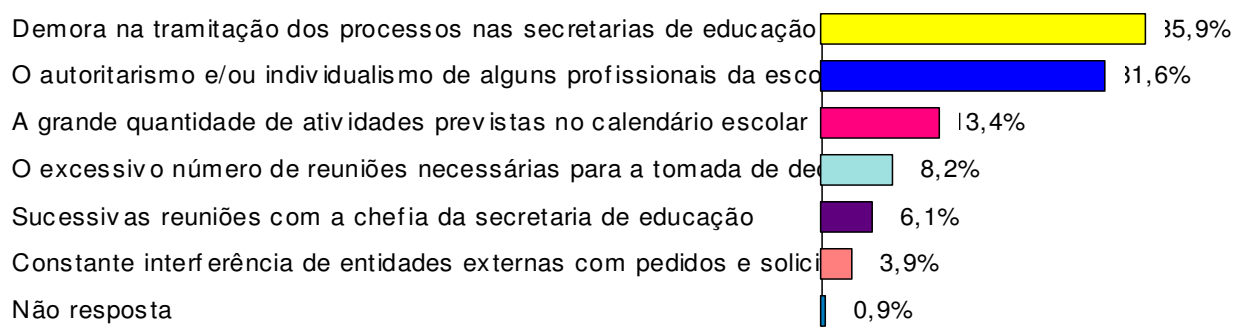 Demora na tramitação dos processos nas secretarias de educação 35,9%
O autoritarismo e/ou individualismo de alguns profissionais da esco 31,6%
A grande quantidade de atividades previstas no calendário escolar 13,4%
O excessivo número de reuniões necessárias para a tomada de dec 8,2%
Sucessivas reuniões com a chefia da secretaria de educação 6,1%
Constante interferência de entidades externas com pedidos e solici 3,9%
Não resposta 0,9%